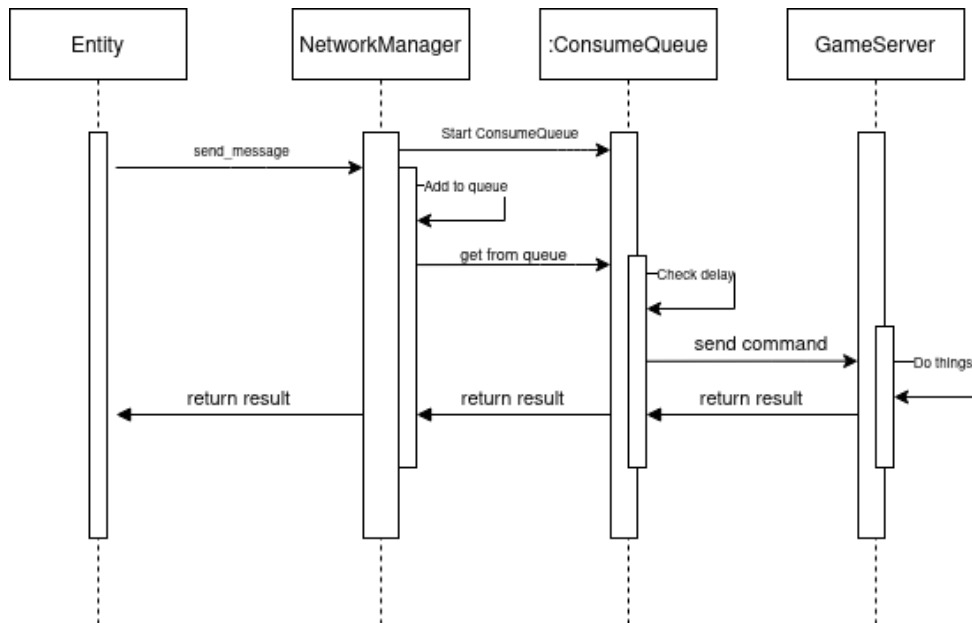 Entity
NetworkManager
:ConsumeQueue
GameServer
Start ConsumeQueue
send_message
Add to queue
get from queue
Check delay
send command
Do things
return result
return result
return result